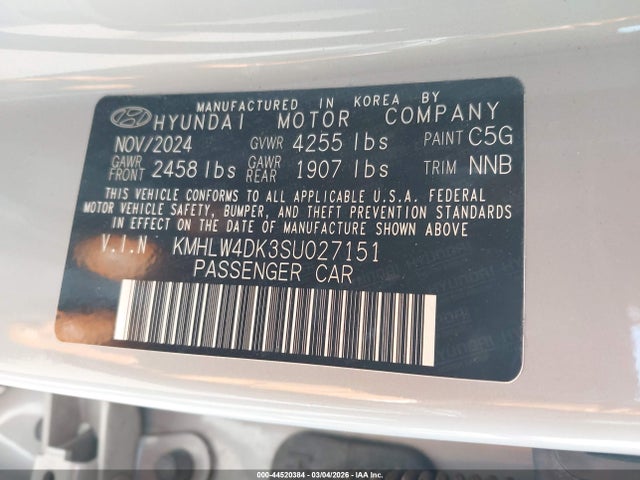 MANUFACTURED IN KOREA BY
HYUNDAI MOTOR COMPANY
NOV/2024 GVWR 4255 lbs PAINT C5G
GAWR FRONT 2458 lbs GAWR REAR 1907 lbs TRIM NNB
THIS VEHICLE CONFORMS TO ALL APPLICABLE U.S.A. FEDERAL
MOTOR VEHICLE SAFETY, BUMPER, AND THEFT PREVENTION STANDARDS
IN EFFECT ON THE DATE OF MANUFACTURE SHOWN ABOVE
V.I.N KMHLW4DK3SU027151
PASSENGER CAR
000-44520384 - 03/04/2026 - IAA Inc.